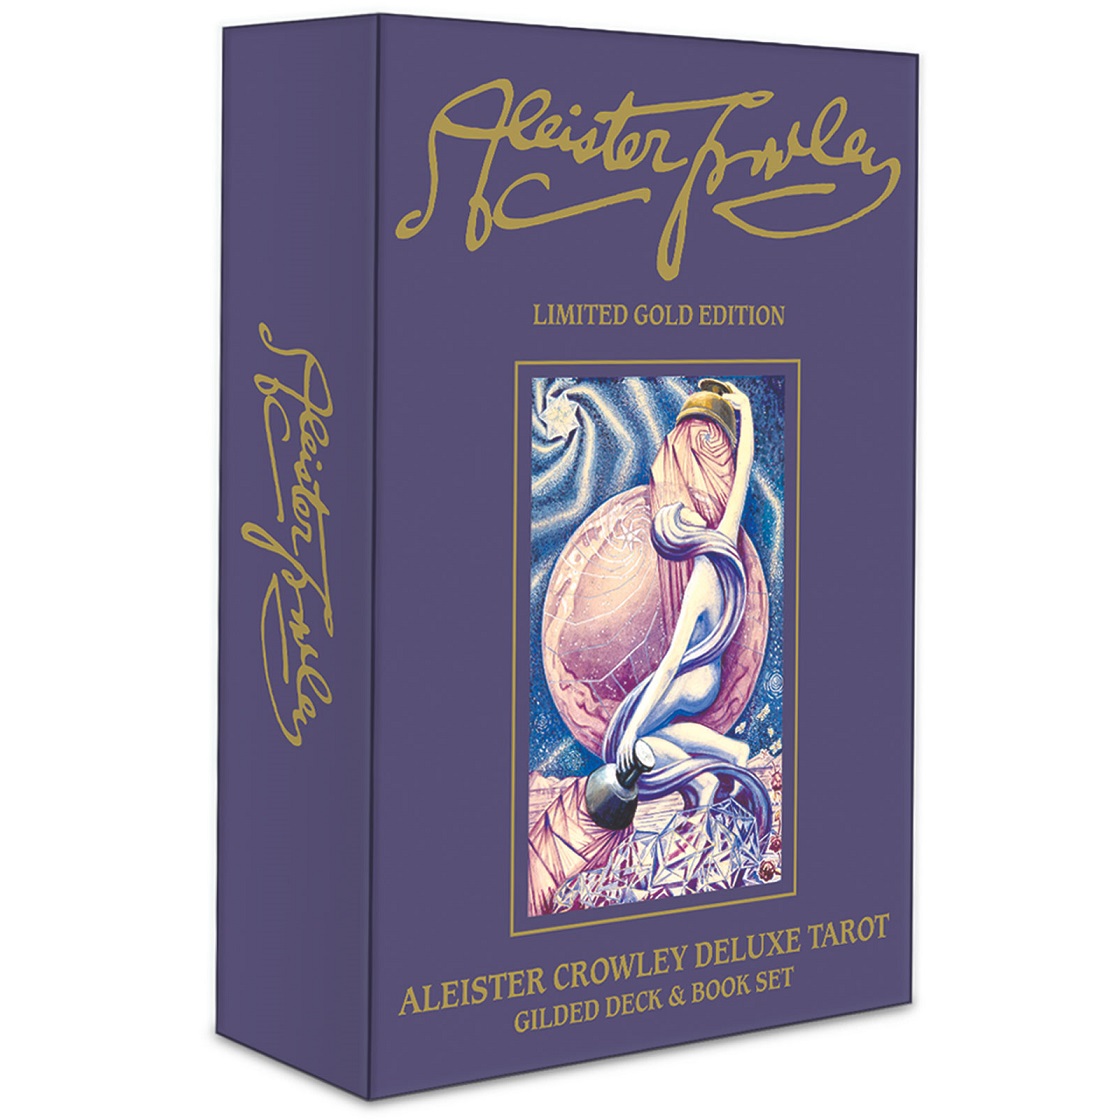 Aleister Crowley
LIMITED GOLD EDITION
ALEISTER CROWLEY DELUXE TAROT
GILDED DECK & BOOK SET
Aleister Crowley